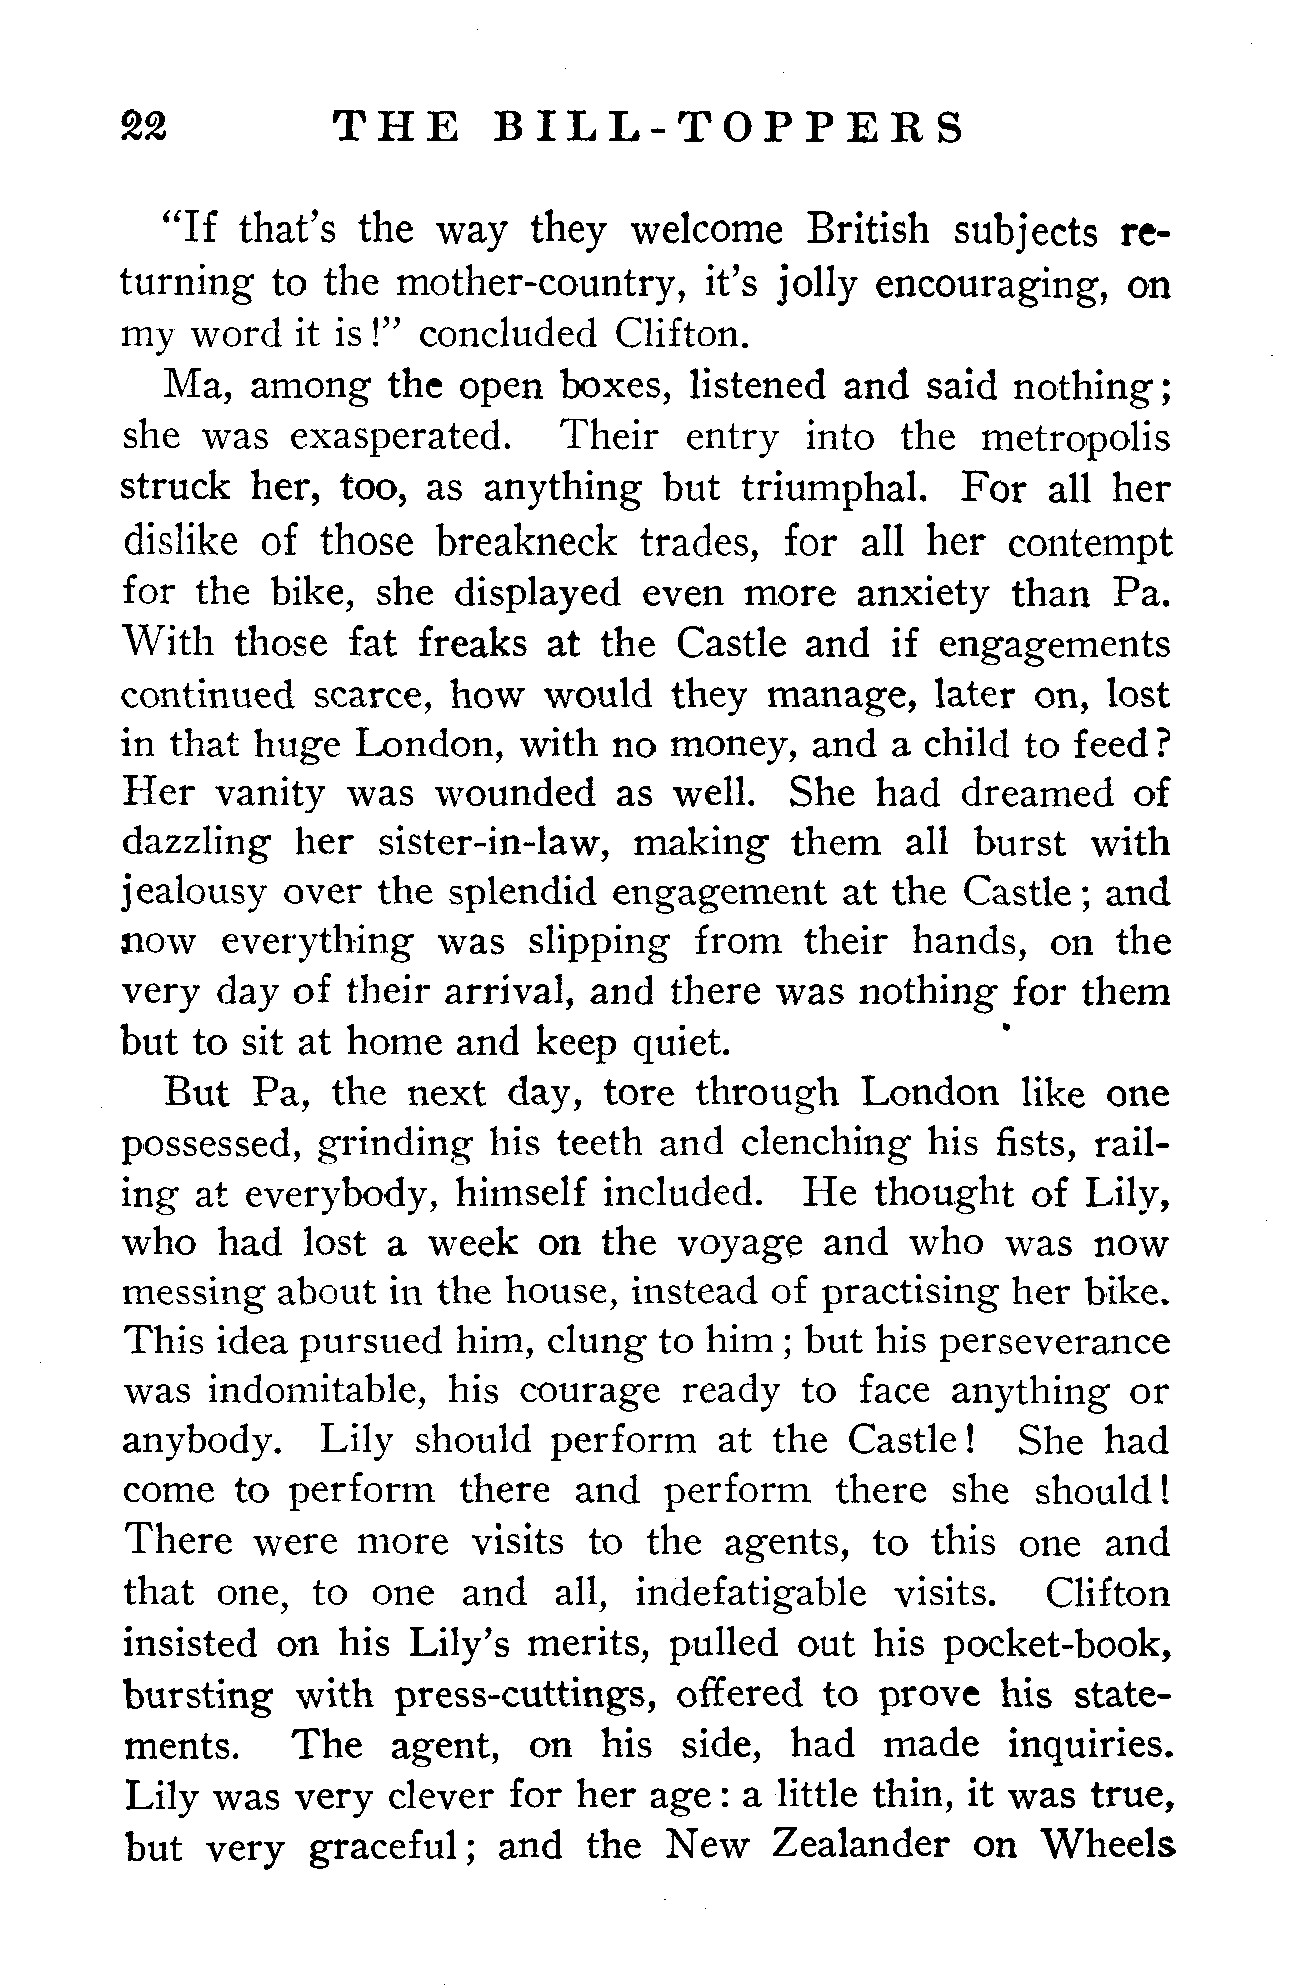 22 THE BILL-TOPPERS
"If that's the way they welcome British subjects re-
turning to the mother-country, it's jolly encouraging, on
my word it is!" concluded Clifton.
Ma, among the open boxes, listened and said nothing;
she was exasperated. Their entry into the metropolis
struck her, too, as anything but triumphal. For all her
dislike of those breakneck trades, for all her contempt
for the bike, she displayed even more anxiety than Pa.
With those fat freaks at the Castle and if engagements
continued scarce, how would they manage, later on, lost
in that huge London, with no money, and a child to feed?
Her vanity was wounded as well. She had dreamed of
dazzling her sister-in-law, making them all burst with
jealousy over the splendid engagement at the Castle; and
now everything was slipping from their hands, on the
very day of their arrival, and there was nothing for them
but to sit at home and keep quiet.
But Pa, the next day, tore through London like one
possessed, grinding his teeth and clenching his fists, rail-
ing at everybody, himself included. He thought of Lily,
who had lost a week on the voyage and who was now
messing about in the house, instead of practising her bike.
This idea pursued him, clung to him; but his perseverance
was indomitable, his courage ready to face anything or
anybody. Lily should perform at the Castle! She had
come to perform there and perform there she should!
There were more visits to the agents, to this one and
that one, to one and all, indefatigable visits. Clifton
insisted on his Lily's merits, pulled out his pocket-book,
bursting with press-cuttings, offered to prove his state-
ments. The agent, on his side, had made inquiries.
Lily was very clever for her age: a little thin, it was true,
but very graceful; and the New Zealander on Wheels